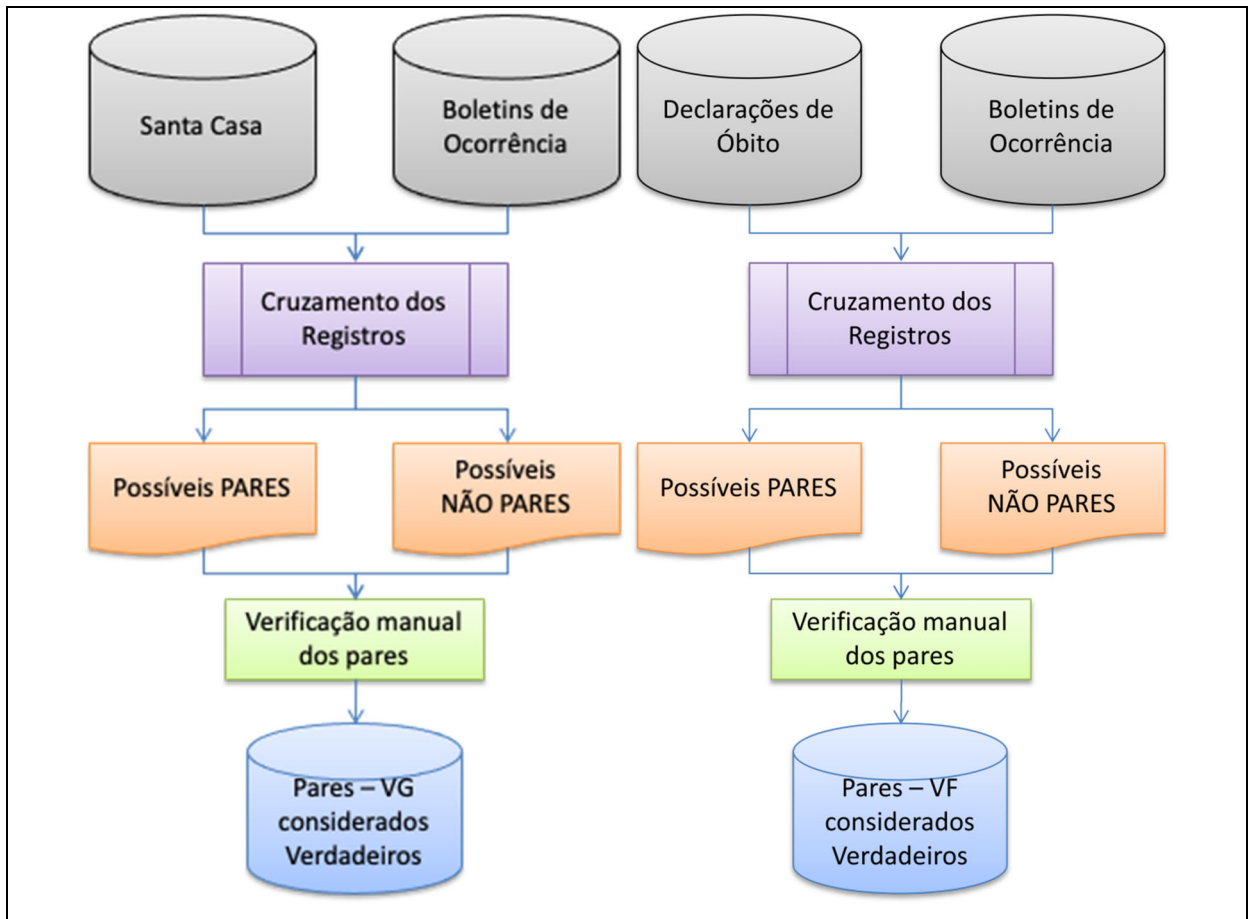 Santa Casa
Boletins de
Ocorrência
Declarações de
Óbito
Boletins de
Ocorrência
Cruzamento dos
Registros
Cruzamento dos
Registros
Possíveis PARES
Possíveis
NÃO PARES
Possíveis PARES
Possíveis
NÃO PARES
Verificação manual
dos pares
Verificação manual
dos pares
Pares – VG
considerados
Verdadeiros
Pares – VF
considerados
Verdadeiros